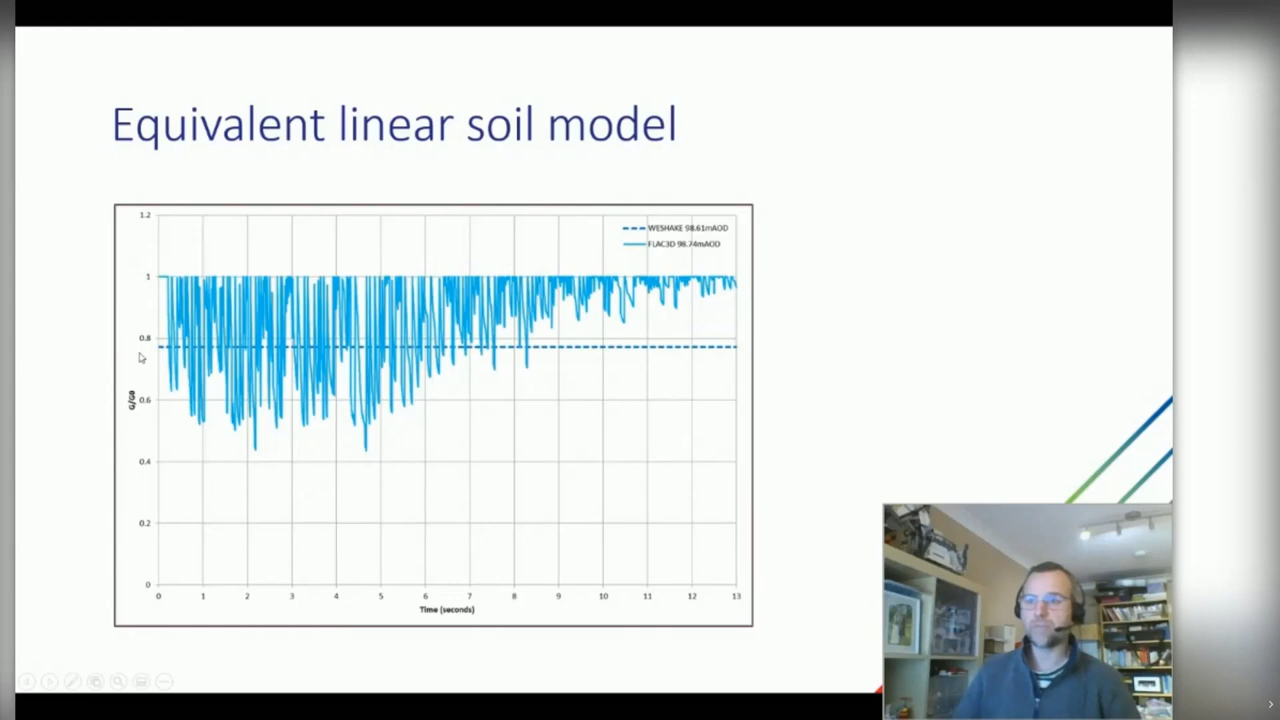 Equivalent linear soil model
1.2
WESHAKE 98.61mAOD
FLAC3D 98.74mAOD
1
0.8
0.6
G/G0
0.4
0.2
0
0 1 2 3 4 5 6 7 8 9 10 11 12 13
Time (seconds)